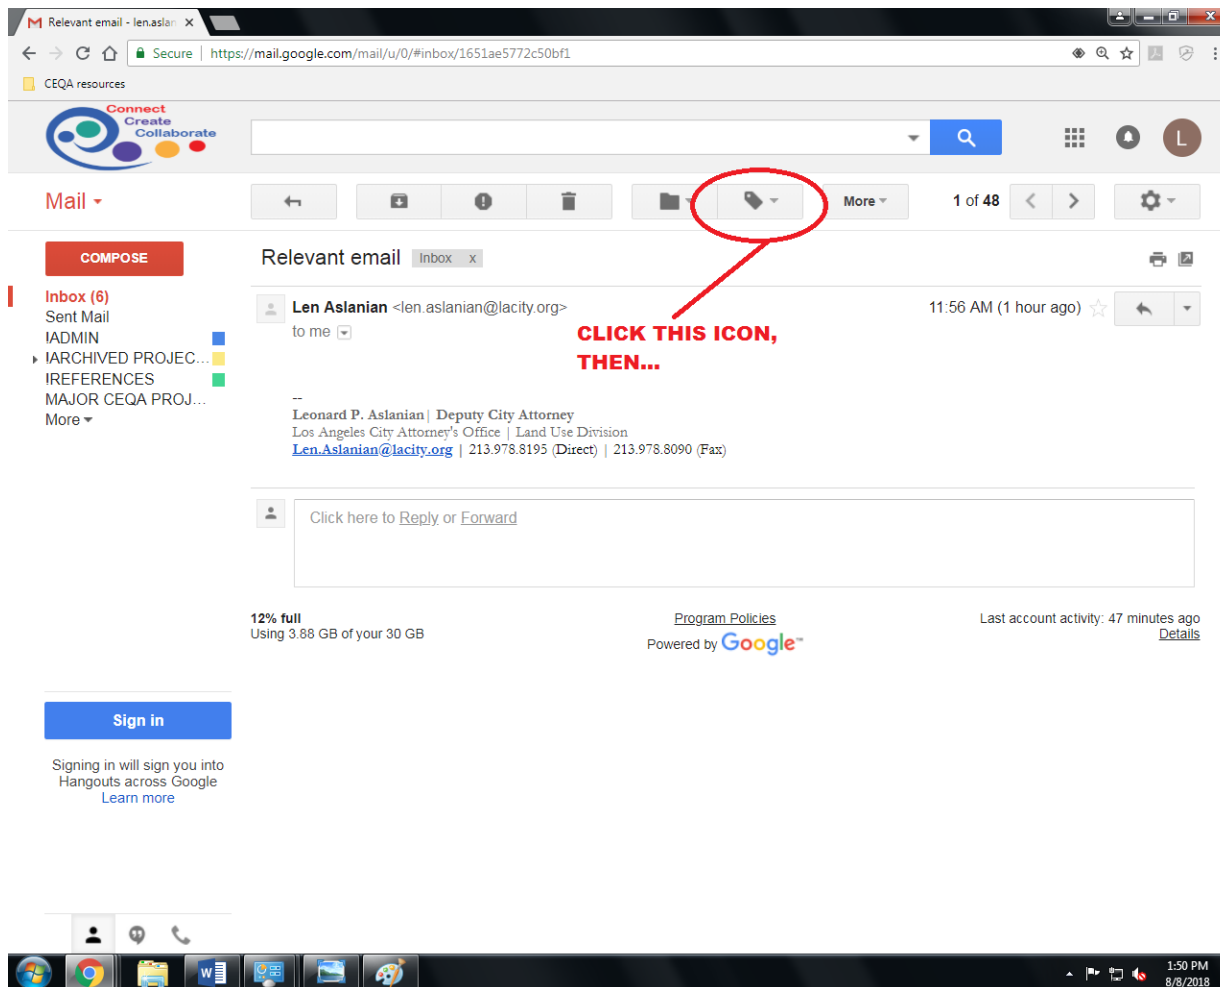 Relevant email - len.aslan
Secure | https://mail.google.com/mail/u/0/#inbox/1651ae5772c50bf1
CEQA resources
Connect
Create
Collaborate
L
Mail
More
1 of 48
COMPOSE
Relevant email Inbox x
Inbox (6)
Sent Mail
!ADMIN
!ARCHIVED PROJEC...
!REFERENCES
MAJOR CEQA PROJ...
More
Len Aslanian <len.aslanian@lacity.org>
11:56 AM (1 hour ago)
to me
CLICK THIS ICON,
THEN...
--
Leonard P. Aslanian | Deputy City Attorney
Los Angeles City Attorney's Office | Land Use Division
Len.Aslanian@lacity.org | 213.978.8195 (Direct) | 213.978.8090 (Fax)
Click here to Reply or Forward
12% full
Using 3.88 GB of your 30 GB
Program Policies
Powered by Google™
Last account activity: 47 minutes ago
Details
Sign in
Signing in will sign you into
Hangouts across Google
Learn more
1:50 PM
8/8/2018